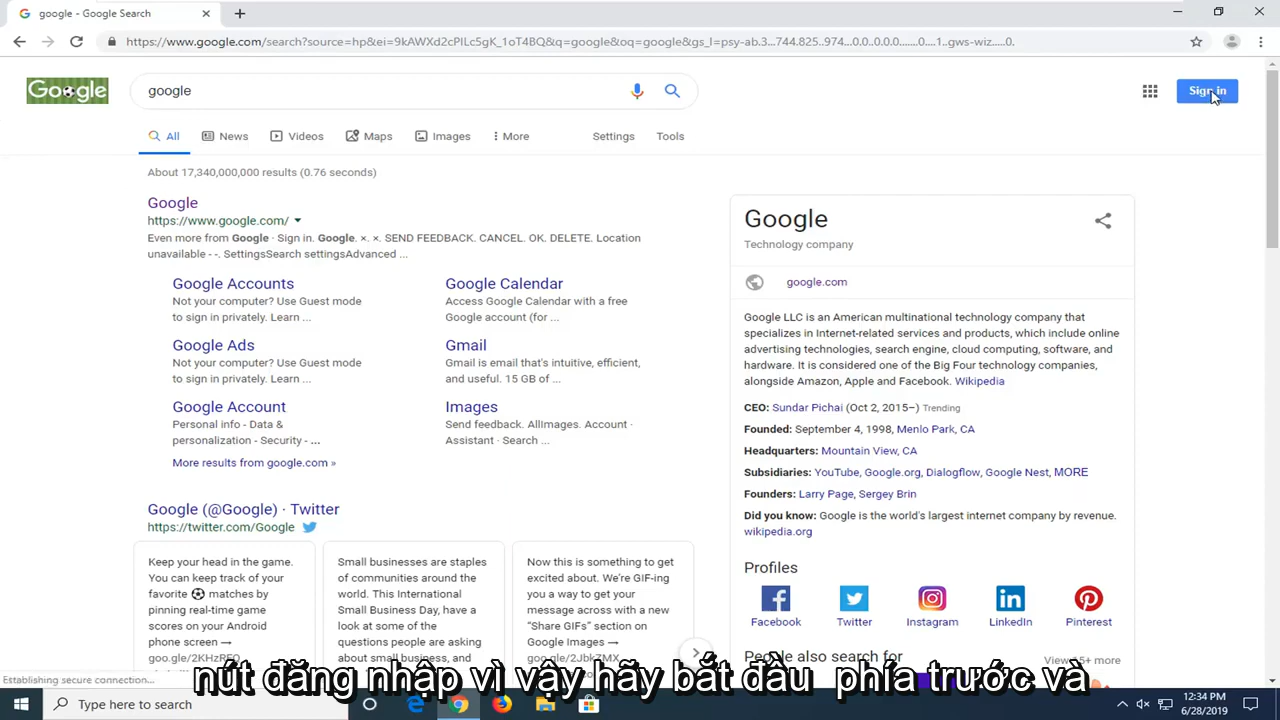 google - Google Search
https://www.google.com/search?source=hp&ei=9kAWXd2cPILc5gK_1oT4BQ&q=google&oq=google&gs_l=psy-ab.3...744.825..974...0.0..0.0.0.......0....1..gws-wiz.....0.
Google
google
Sign in
All News Videos Maps Images More Settings Tools
About 17,340,000,000 results (0.76 seconds)
Google
https://www.google.com/
Even more from Google · Sign in. Google. ×. ×. SEND FEEDBACK. CANCEL. OK. DELETE. Location
unavailable - -. SettingsSearch settingsAdvanced ...
Google Accounts
Not your computer? Use Guest mode
to sign in privately. Learn ...
Google Calendar
Access Google Calendar with a free
Google account (for ...
Google Ads
Not your computer? Use Guest mode
to sign in privately. Learn ...
Gmail
Gmail is email that's intuitive, efficient,
and useful. 15 GB of ...
Google Account
Personal info - Data &
personalization - Security - ...
Images
Send feedback. AllImages. Account ·
Assistant · Search ...
More results from google.com »
Google (@Google) · Twitter
https://twitter.com/Google
Keep your head in the game.
You can keep track of your
favorite ⚽ matches by
pinning real-time game
scores on your Android
phone screen →
goo.gle/2KHzREQ
Small businesses are staples
of communities around the
world. This International
Small Business Day, have a
look at some of the
questions people are asking
about small business, and
Now this is something to get
excited about. We're GIF-ing
you a way to get your
message across with a new
"Share GIFs" section on
Google Images →
goo.gle/2JbkZMX
Google
Technology company
google.com
Google LLC is an American multinational technology company that
specializes in Internet-related services and products, which include online
advertising technologies, search engine, cloud computing, software, and
hardware. It is considered one of the Big Four technology companies,
alongside Amazon, Apple and Facebook. Wikipedia
CEO: Sundar Pichai (Oct 2, 2015–) Trending
Founded: September 4, 1998, Menlo Park, CA
Headquarters: Mountain View, CA
Subsidiaries: YouTube, Google.org, Dialogflow, Google Nest, MORE
Founders: Larry Page, Sergey Brin
Did you know: Google is the world's largest internet company by revenue.
wikipedia.org
Profiles
Facebook Twitter Instagram LinkedIn Pinterest
People also search for
View 15+ more
nút đăng nhập vì vậy hãy bắt đầu phía trước và
Establishing secure connection...
Type here to search
12:34 PM
6/28/2019